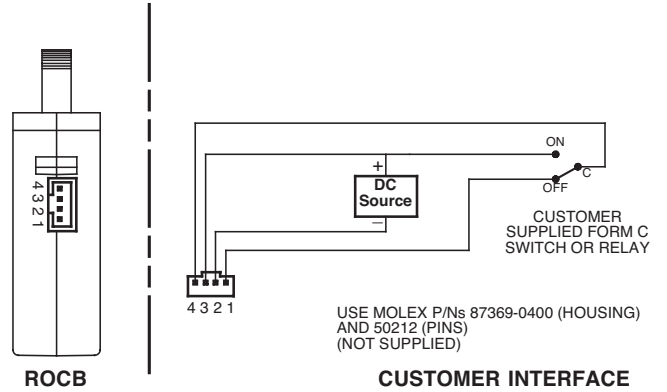 4 3 2 1
ROCB
ON
C
OFF
+
DC
Source
–
CUSTOMER
SUPPLIED FORM C
SWITCH OR RELAY
4 3 2 1
USE MOLEX P/Ns 87369-0400 (HOUSING)
AND 50212 (PINS)
(NOT SUPPLIED)
CUSTOMER INTERFACE